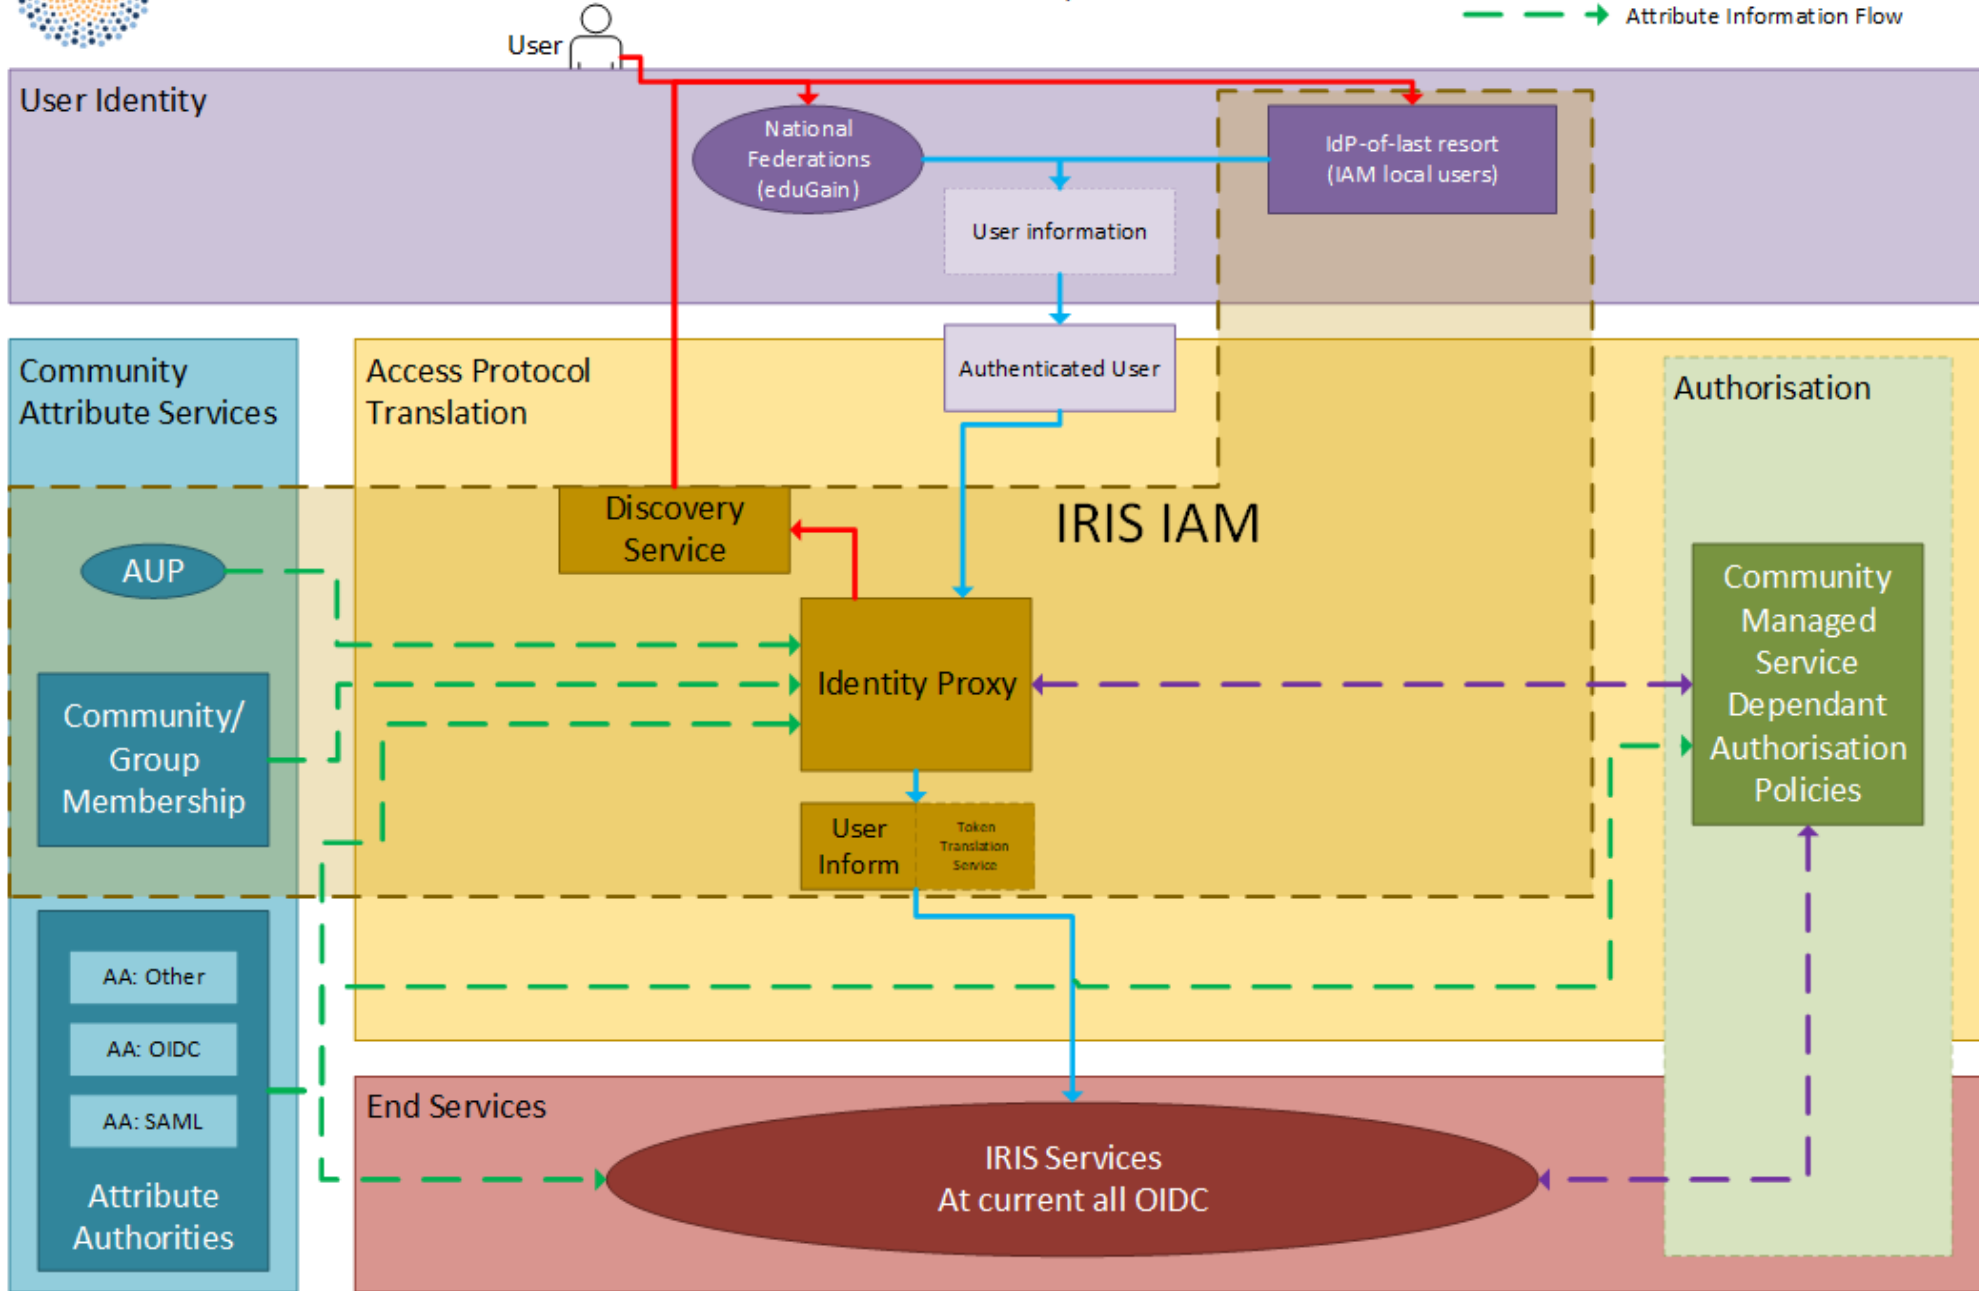 Attribute Information Flow
User
User Identity
National
Federations
(eduGain)
IdP-of-last resort
(IAM local users)
User information
Community
Attribute Services
Access Protocol
Translation
Authenticated User
Authorisation
Discovery
Service
IRIS IAM
AUP
Community
Managed
Service
Dependant
Authorisation
Policies
Identity Proxy
Community/
Group
Membership
User
Inform
Token
Translation
Service
AA: Other
AA: OIDC
AA: SAML
Attribute
Authorities
End Services
IRIS Services
At current all OIDC